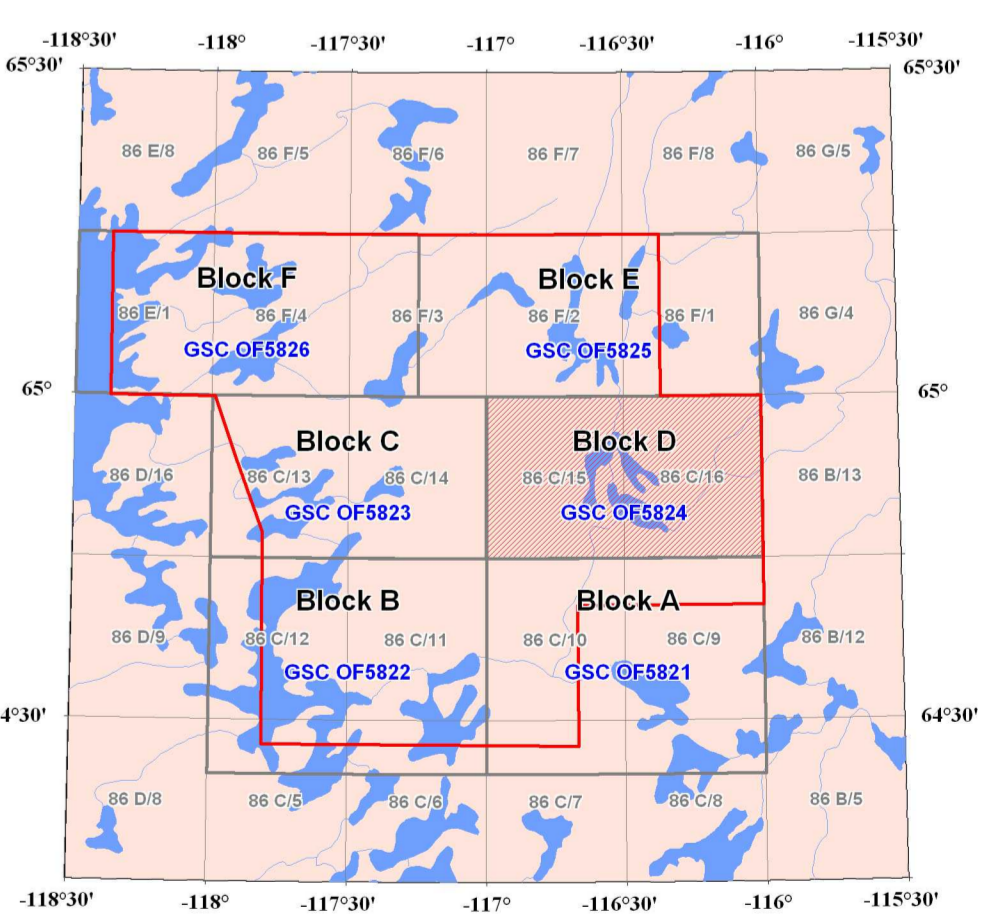 -118°30' -118° -117°30' -117° -116°30' -116° -115°30'
65°30' 65°30'
86 E/8 86 F/5 86 F/6 86 F/7 86 F/8 86 G/5
Block F Block E
86 E/1 86 F/4 86 F/3 86 F/2 86 F/1 86 G/4
GSC OF5826 GSC OF5825
65° 65°
Block C Block D
86 D/16 86 C/13 86 C/14 86 C/15 86 C/16 86 B/13
GSC OF5823 GSC OF5824
Block B Block A
86 D/9 86 C/12 86 C/11 86 C/10 86 C/9 86 B/12
GSC OF5822 GSC OF5821
4°30' 64°30'
86 D/8 86 C/5 86 C/6 86 C/7 86 C/8 86 B/5
-118°30' -118° -117°30' -117° -116°30' -116° -115°30'